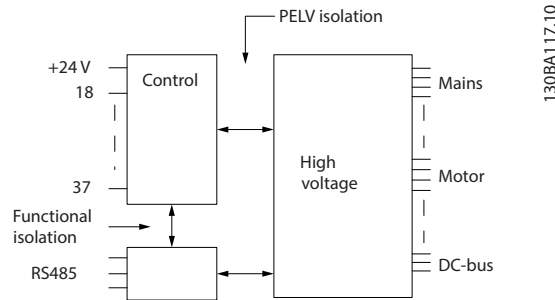 PELV isolation
130BA117.10
+24 V
Control
Mains
18
High
voltage
Motor
37
Functional
isolation
RS485
DC-bus